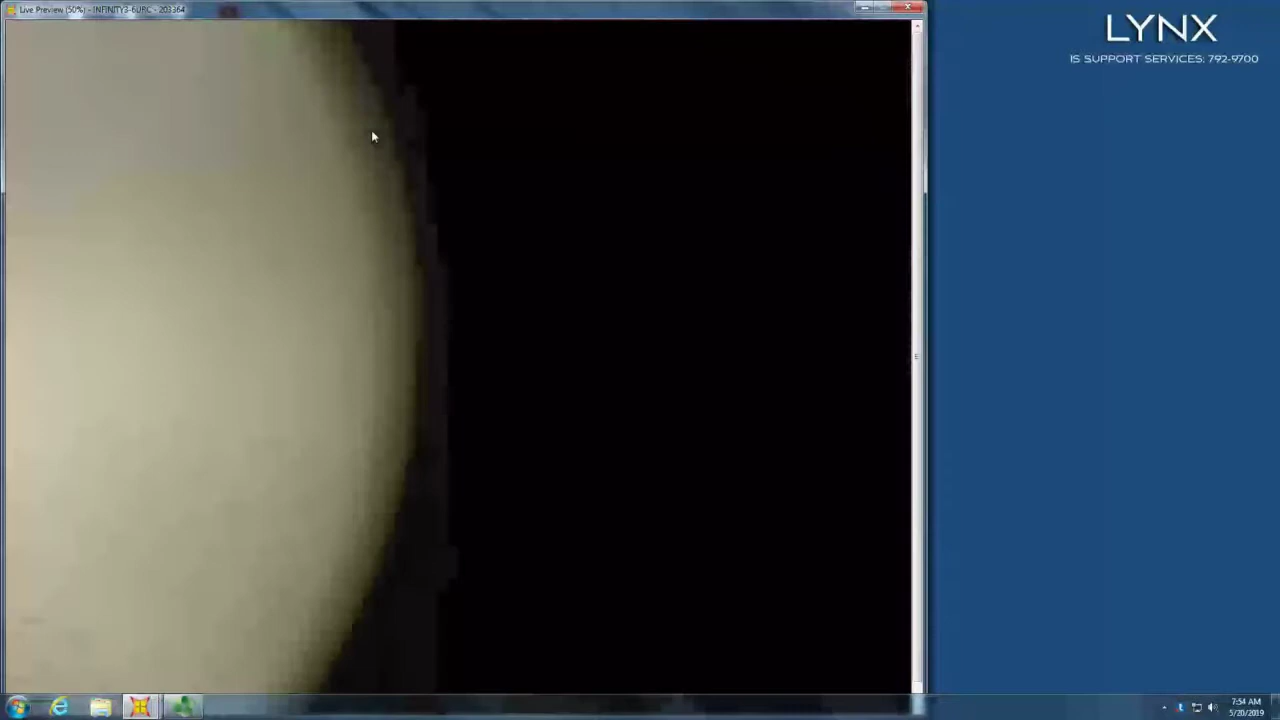 Live Preview (50%) - INFINITY3-6URC - 203364
LYNX
IS SUPPORT SERVICES: 792-9700
7:54 AM
5/20/2019